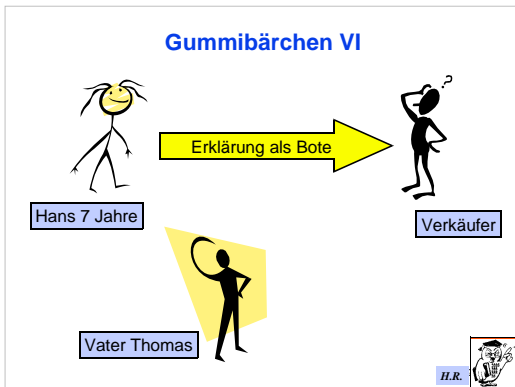 Gummibärchen VI
?
Erklärung als Bote
Hans 7 Jahre
Verkäufer
Vater Thomas
H.R.